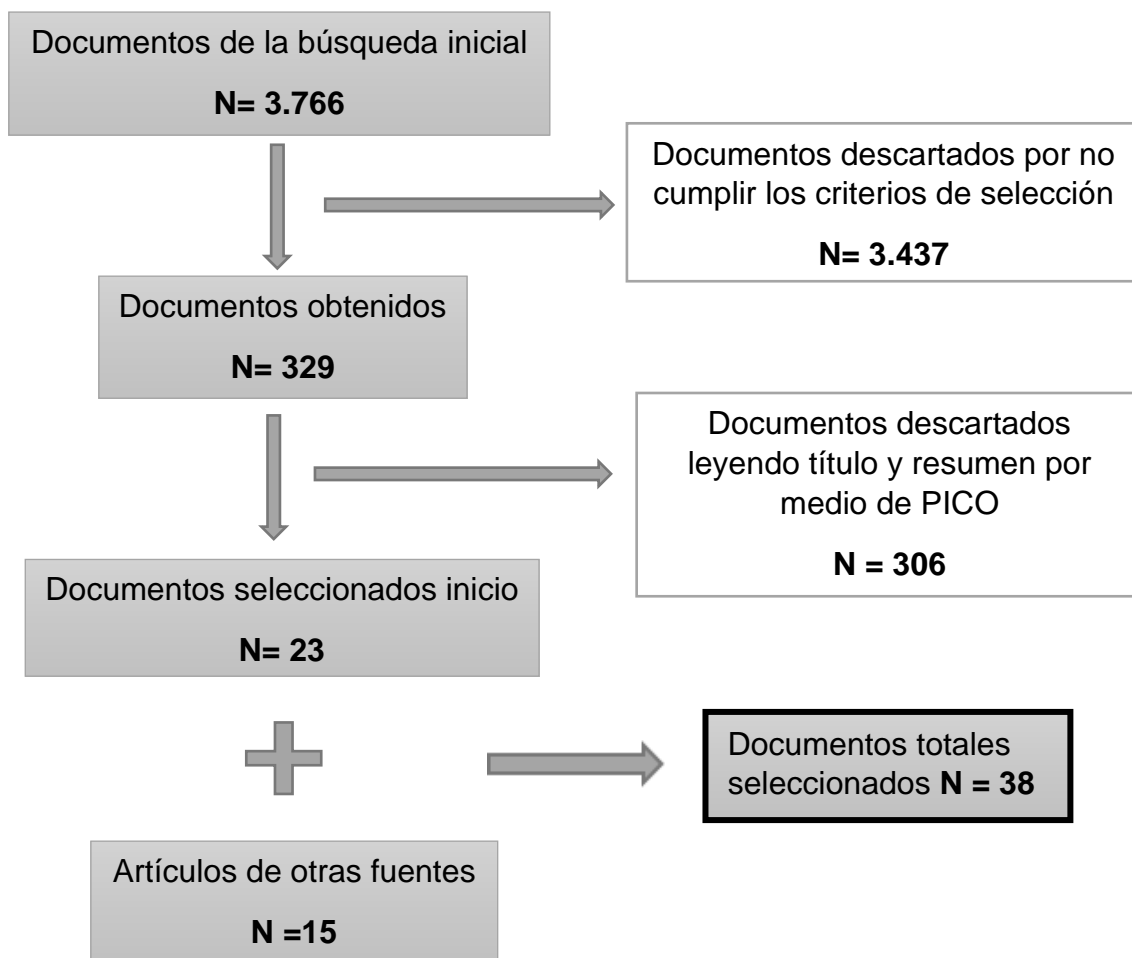 Documentos de la búsqueda inicial
N= 3.766
Documentos descartados por no
cumplir los criterios de selección
N= 3.437
Documentos obtenidos
N= 329
Documentos descartados
leyendo título y resumen por
medio de PICO
N = 306
Documentos seleccionados inicio
N= 23
Documentos totales
seleccionados N = 38
Artículos de otras fuentes
N =15